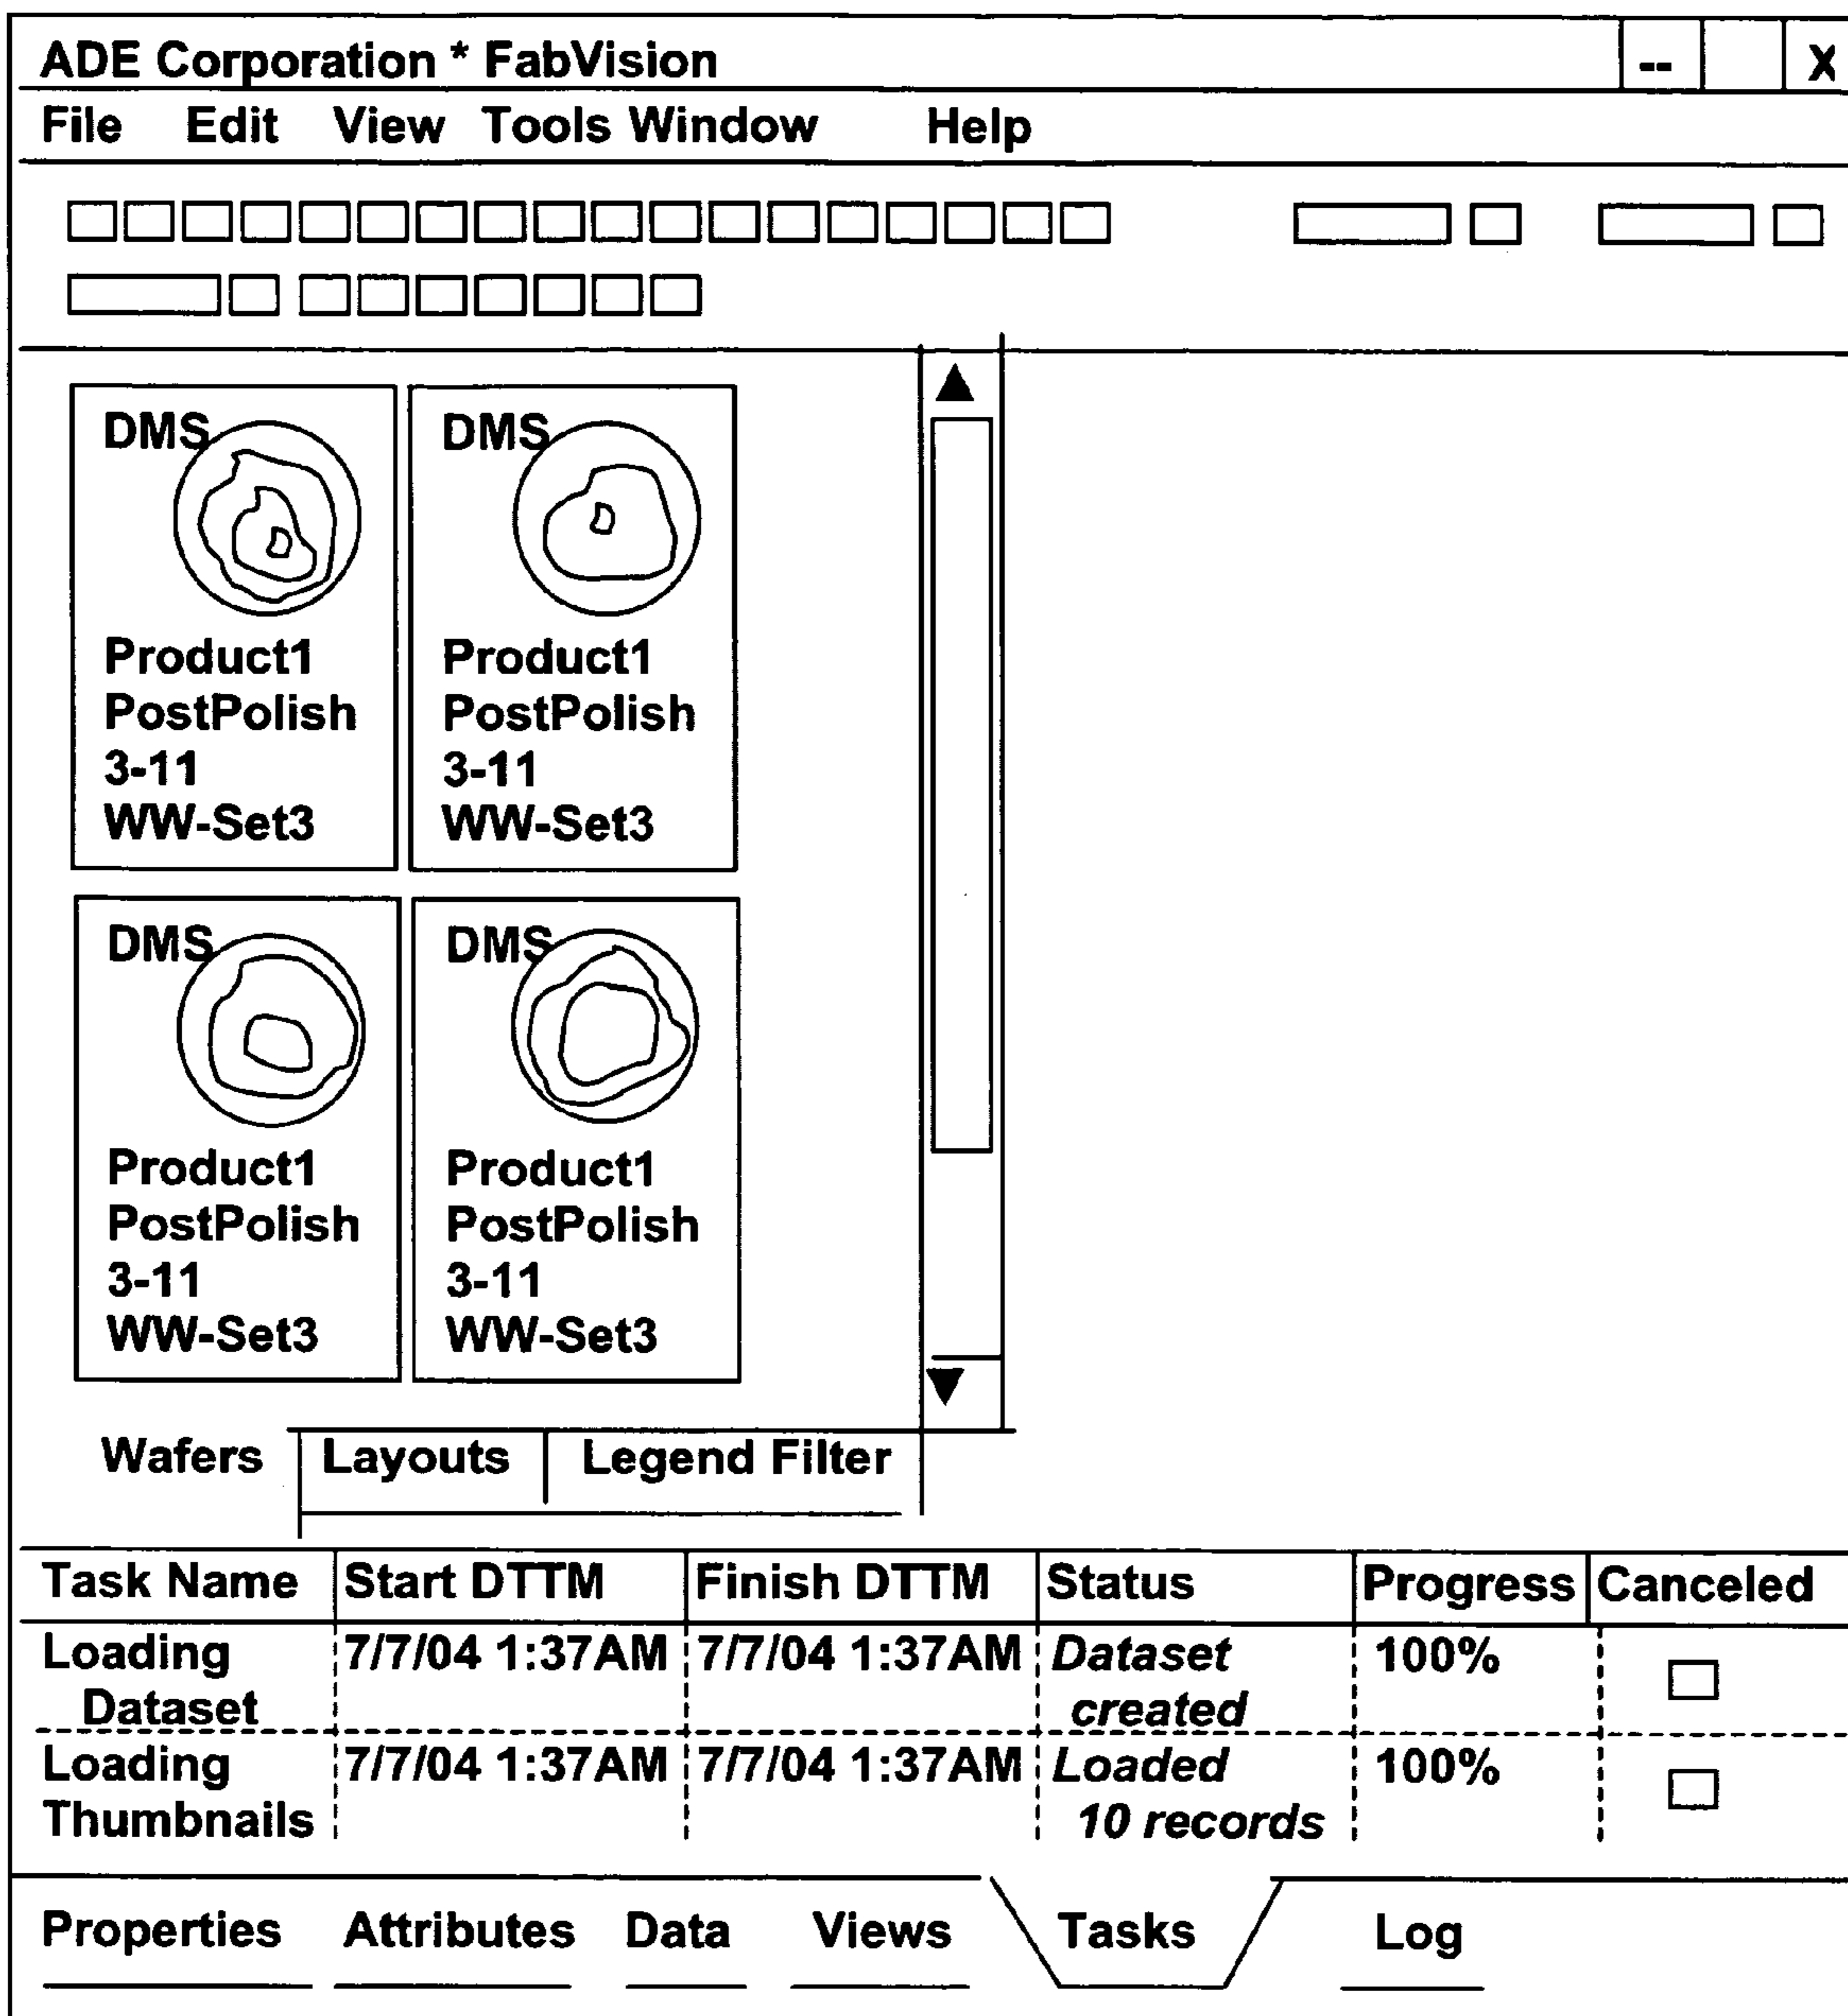 ADE Corporation * FabVision -- X
File Edit View Tools Window Help
DMS DMS
Product1 Product1
PostPolish PostPolish
3-11 3-11
WW-Set3 WW-Set3
DMS DMS
Product1 Product1
PostPolish PostPolish
3-11 3-11
WW-Set3 WW-Set3
Wafers Layouts Legend Filter
Task Name Start DTTM Finish DTTM Status Progress Canceled
Loading 7/7/04 1:37AM 7/7/04 1:37AM Dataset 100%
Dataset created
Loading 7/7/04 1:37AM 7/7/04 1:37AM Loaded 100%
Thumbnails 10 records
Properties Attributes Data Views Tasks Log